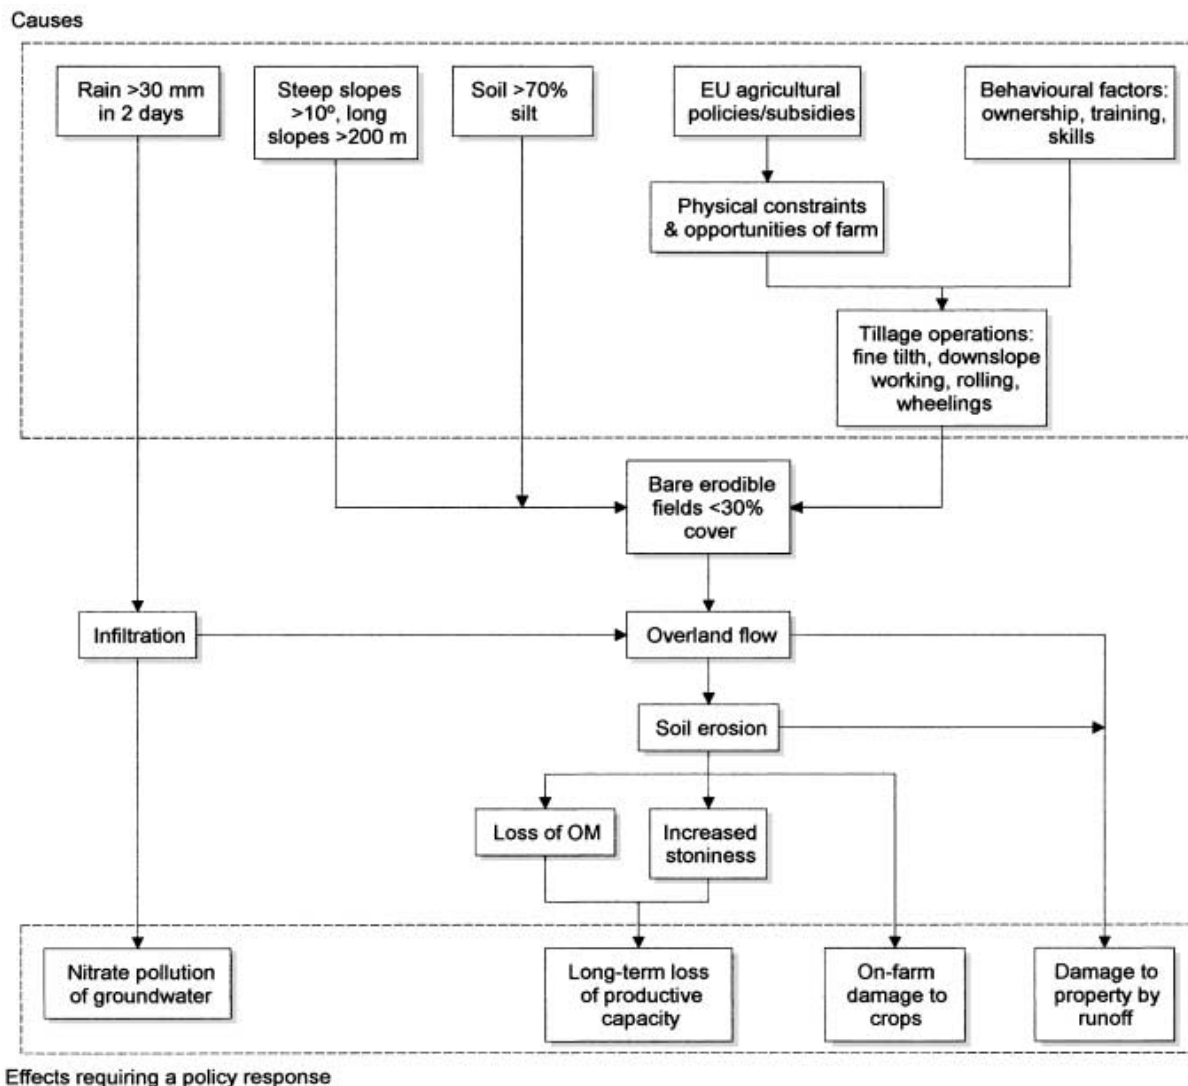 Causes
Rain >30 mm
in 2 days
Steep slopes
>10º, long
slopes >200 m
Soil >70%
silt
EU agricultural
policies/subsidies
Behavioural factors:
ownership, training,
skills
Physical constraints
& opportunities of farm
Tillage operations:
fine tilth, downslope
working, rolling,
wheelings
Bare erodible
fields <30%
cover
Infiltration
Overland flow
Soil erosion
Loss of OM
Increased
stoniness
Nitrate pollution
of groundwater
Long-term loss
of productive
capacity
On-farm
damage to
crops
Damage to
property by
runoff
Effects requiring a policy response